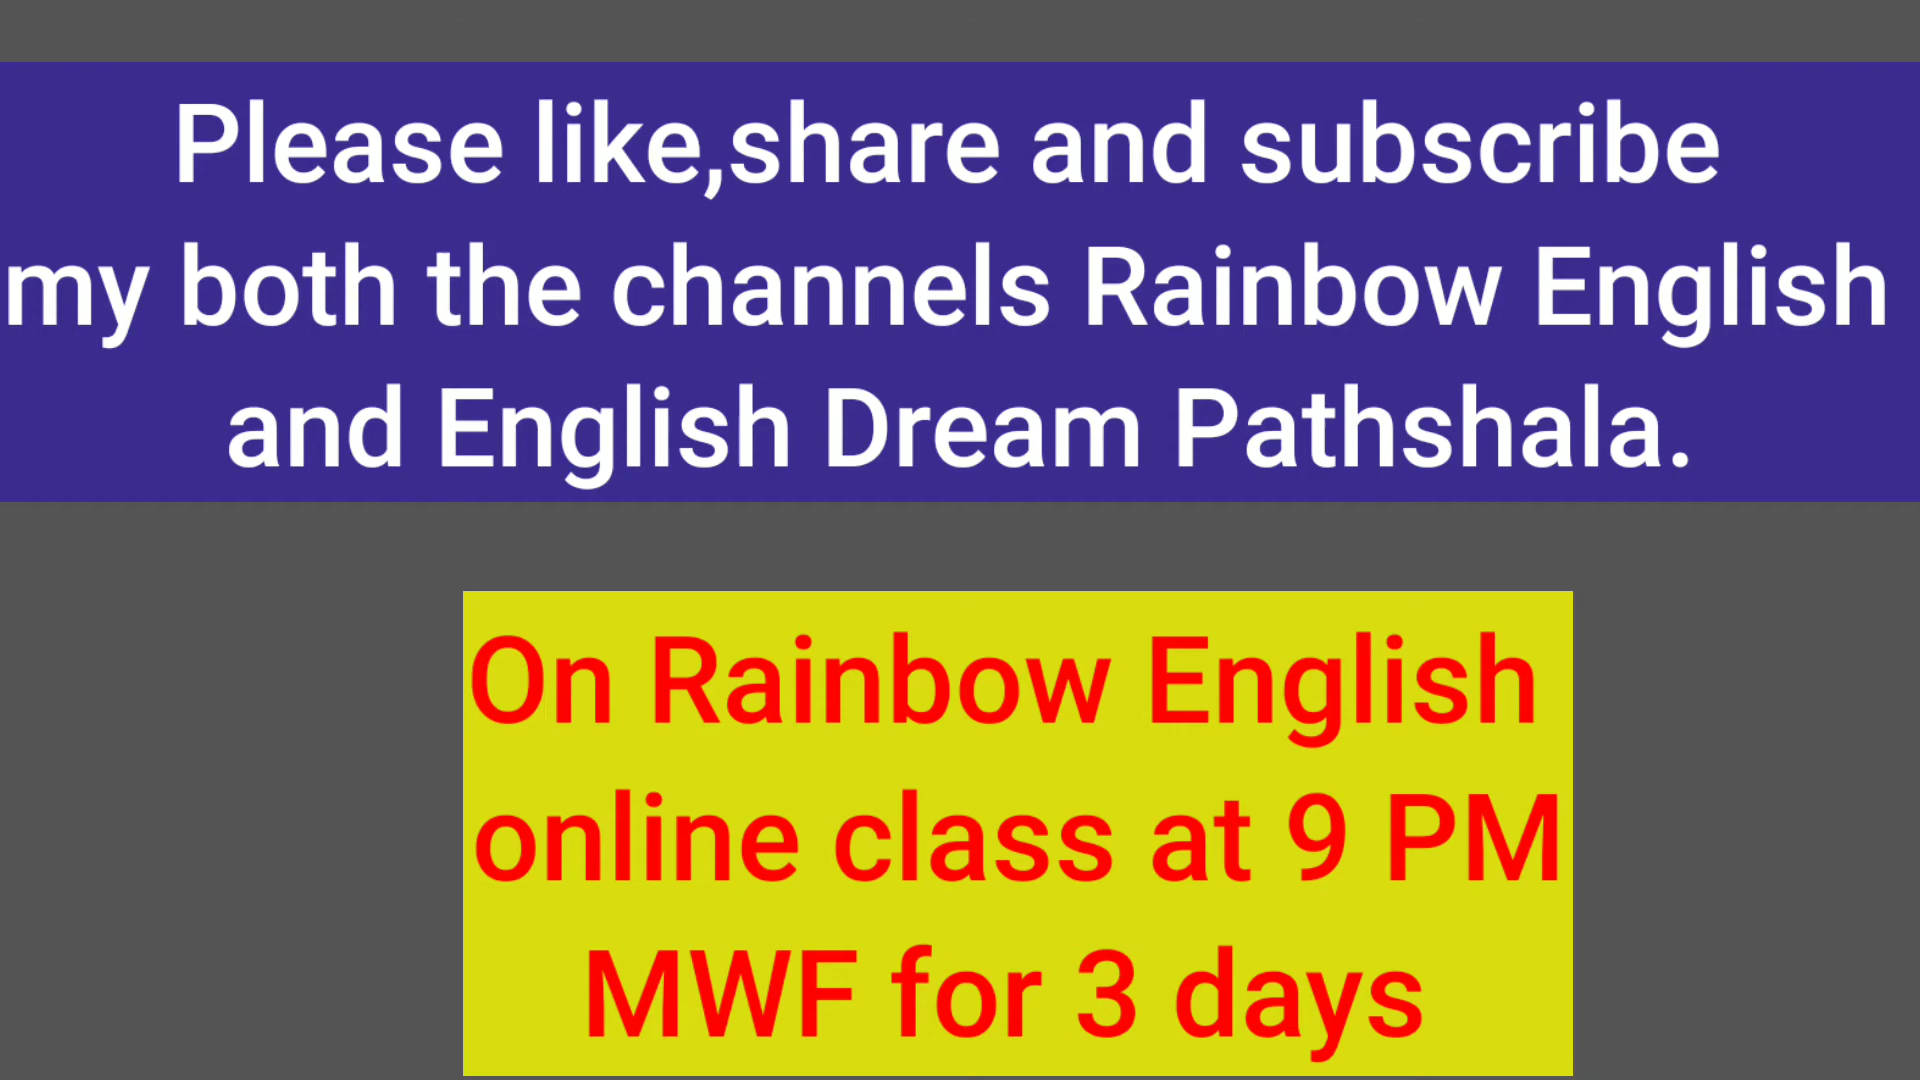 Please like,share and subscribe
my both the channels Rainbow English
and English Dream Pathshala.
On Rainbow English
online class at 9 PM
MWF for 3 days